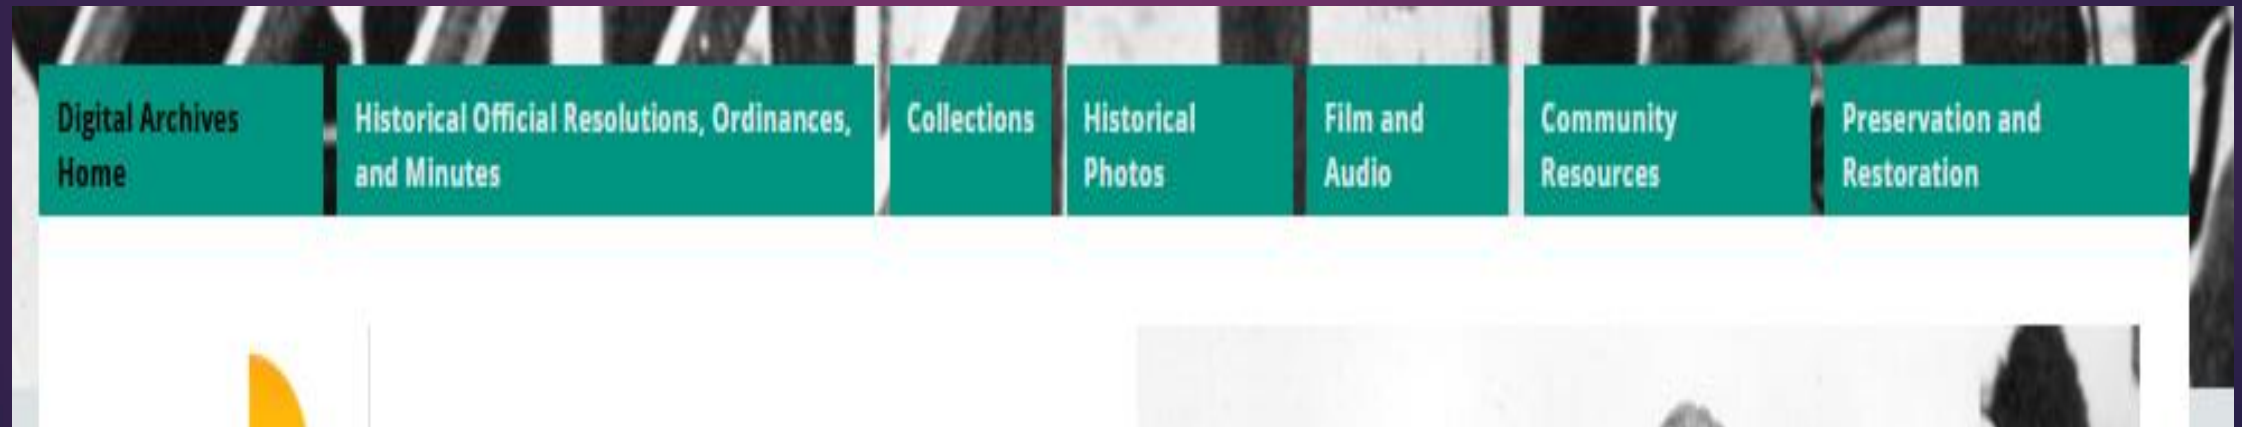 Digital Archives
Home
Historical Official Resolutions, Ordinances,
and Minutes
Collections
Historical
Photos
Film and
Audio
Community
Resources
Preservation and
Restoration